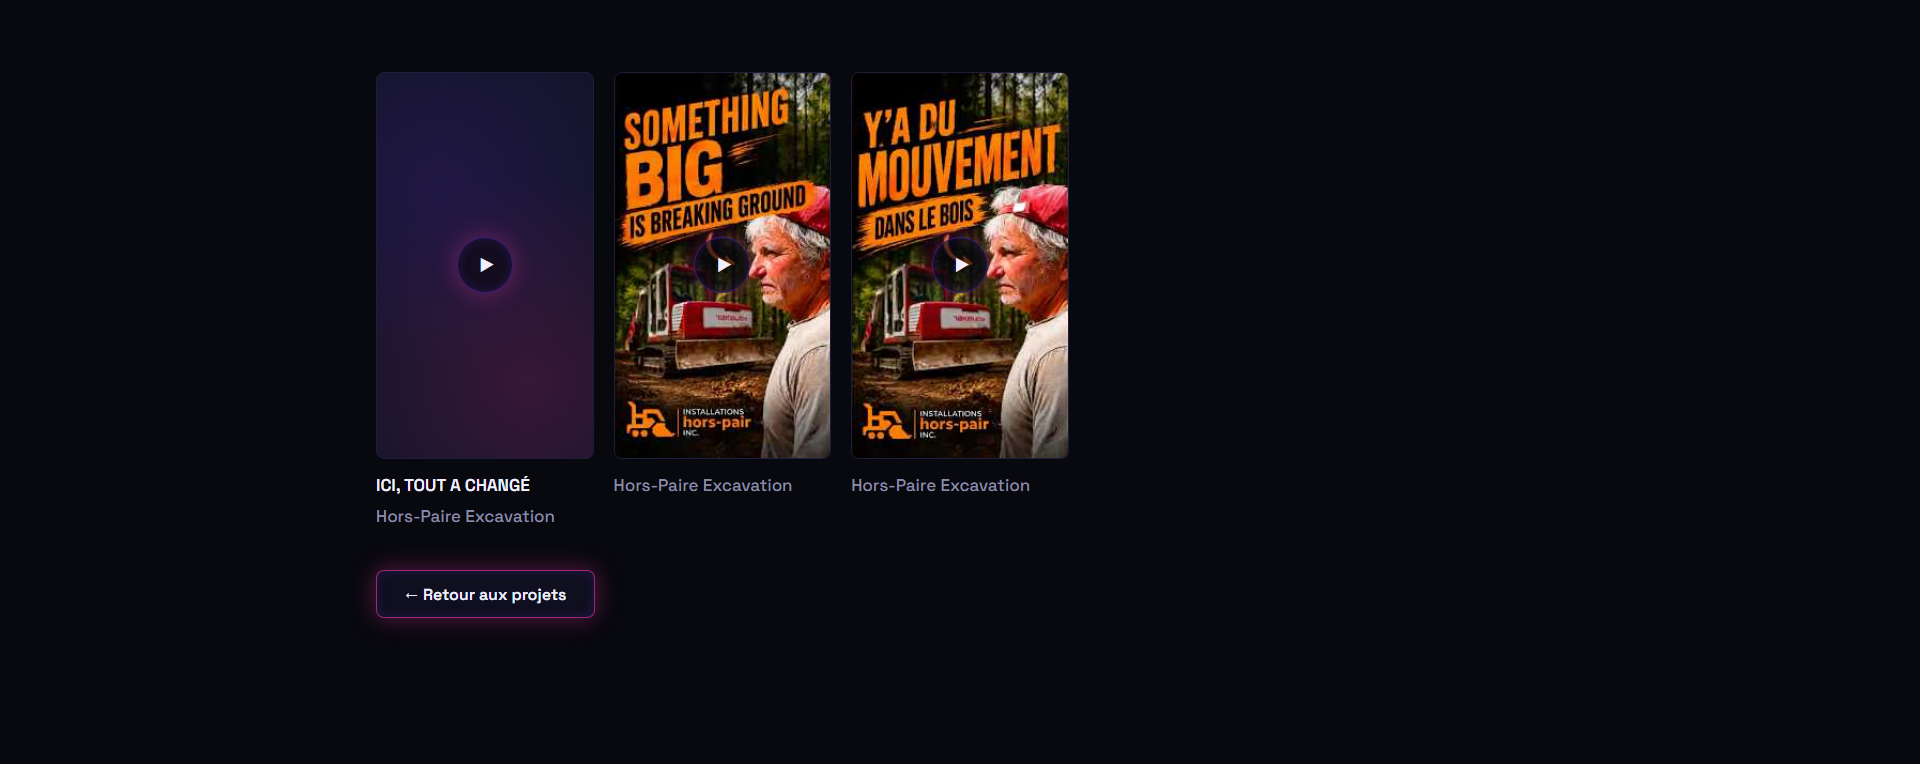 SOMETHING
BIG
IS BREAKING GROUND
INSTALLATIONS
hors-pair
INC.
Y'A DU
MOUVEMENT
DANS LE BOIS
INSTALLATIONS
hors-pair
INC.
ICI, TOUT A CHANGÉ
Hors-Paire Excavation
Hors-Paire Excavation
Hors-Paire Excavation
← Retour aux projets